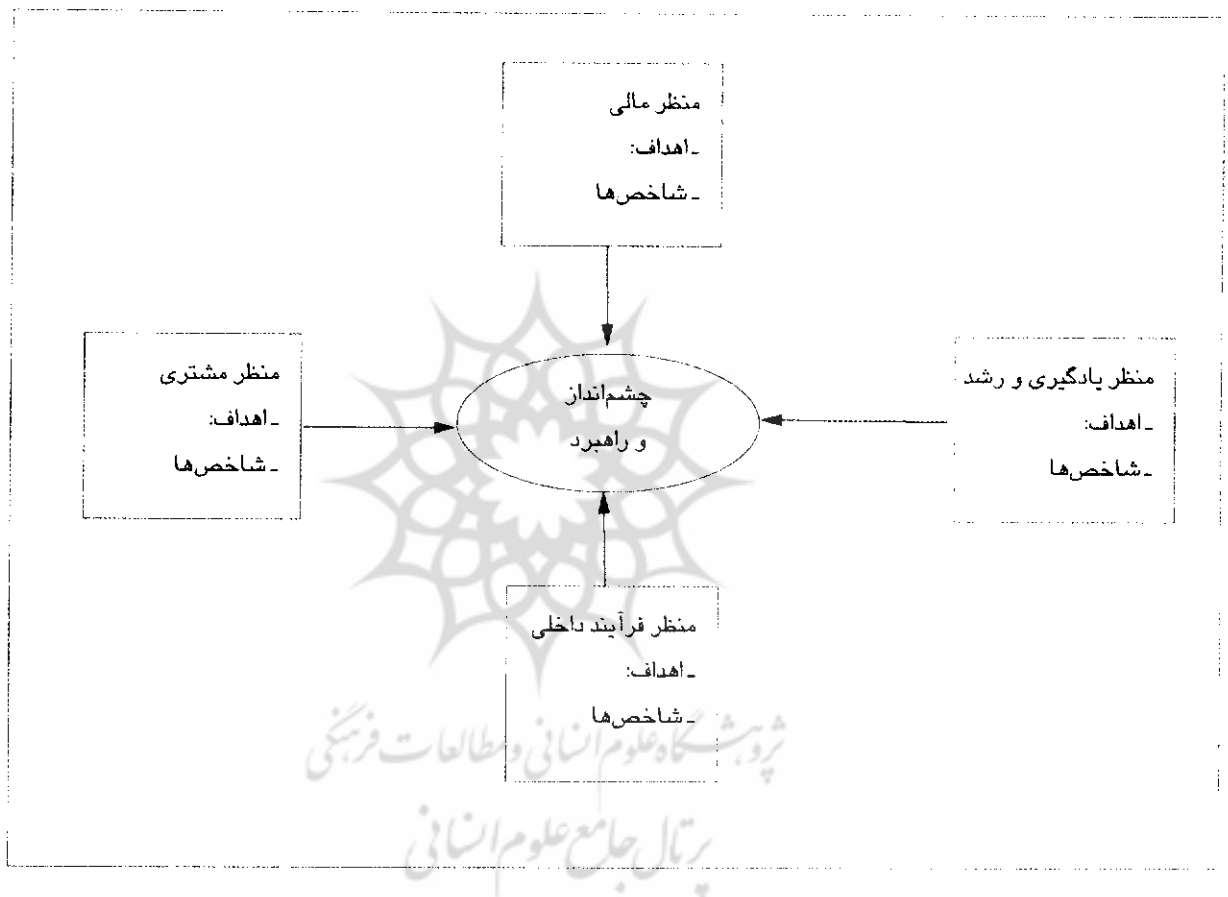 منظر مالی
ـ اهداف:
ـ شاخص‌ها
منظر یادگیری و رشد
ـ اهداف:
ـ شاخص‌ها
چشم‌انداز
و راهبرد
منظر مشتری
ـ اهداف:
ـ شاخص‌ها
منظر فرآیند داخلی
ـ اهداف:
ـ شاخص‌ها
پژوهشگاه علوم انسانی و مطالعات فرهنگی
پرتال جامع علوم انسانی